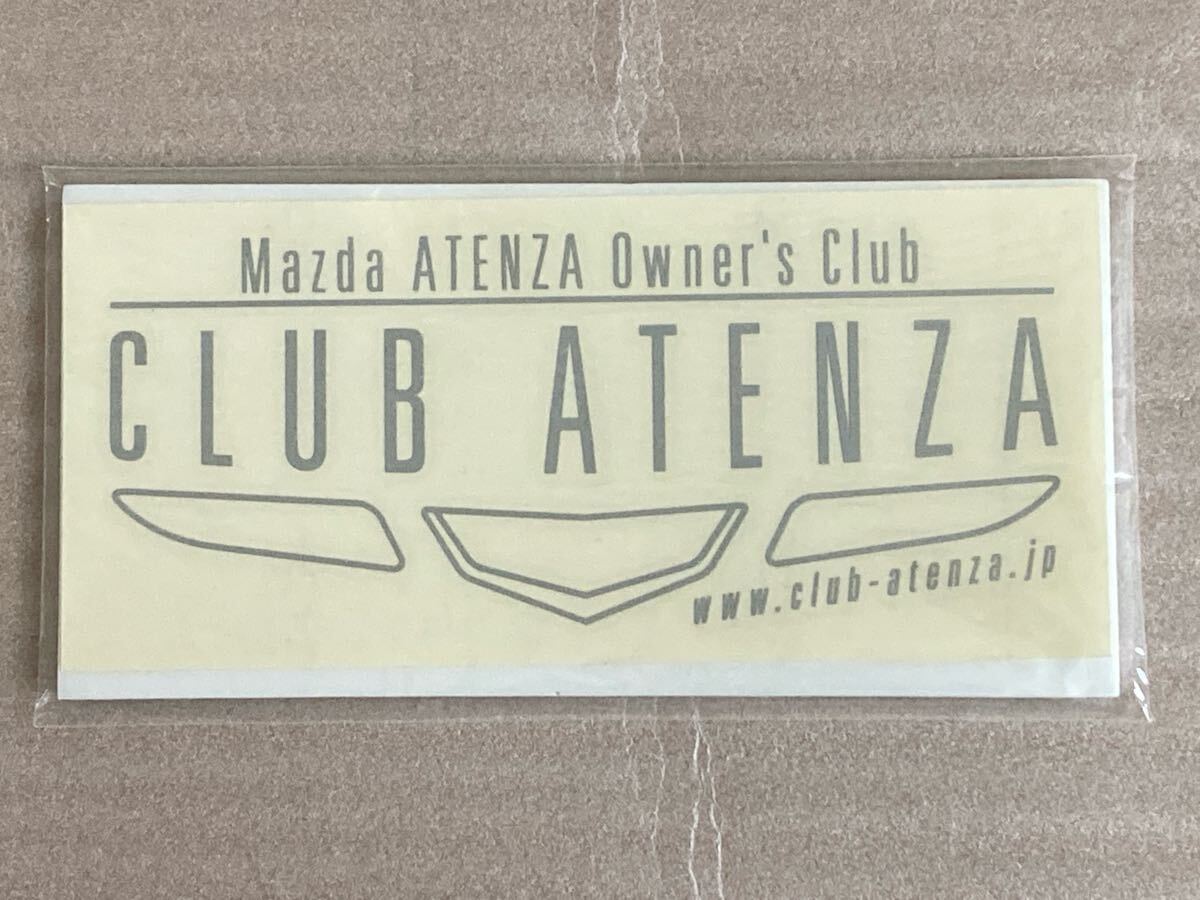 Mazda ATENZA Owner's Club
CLUB ATENZA
www.club-atenza.jp